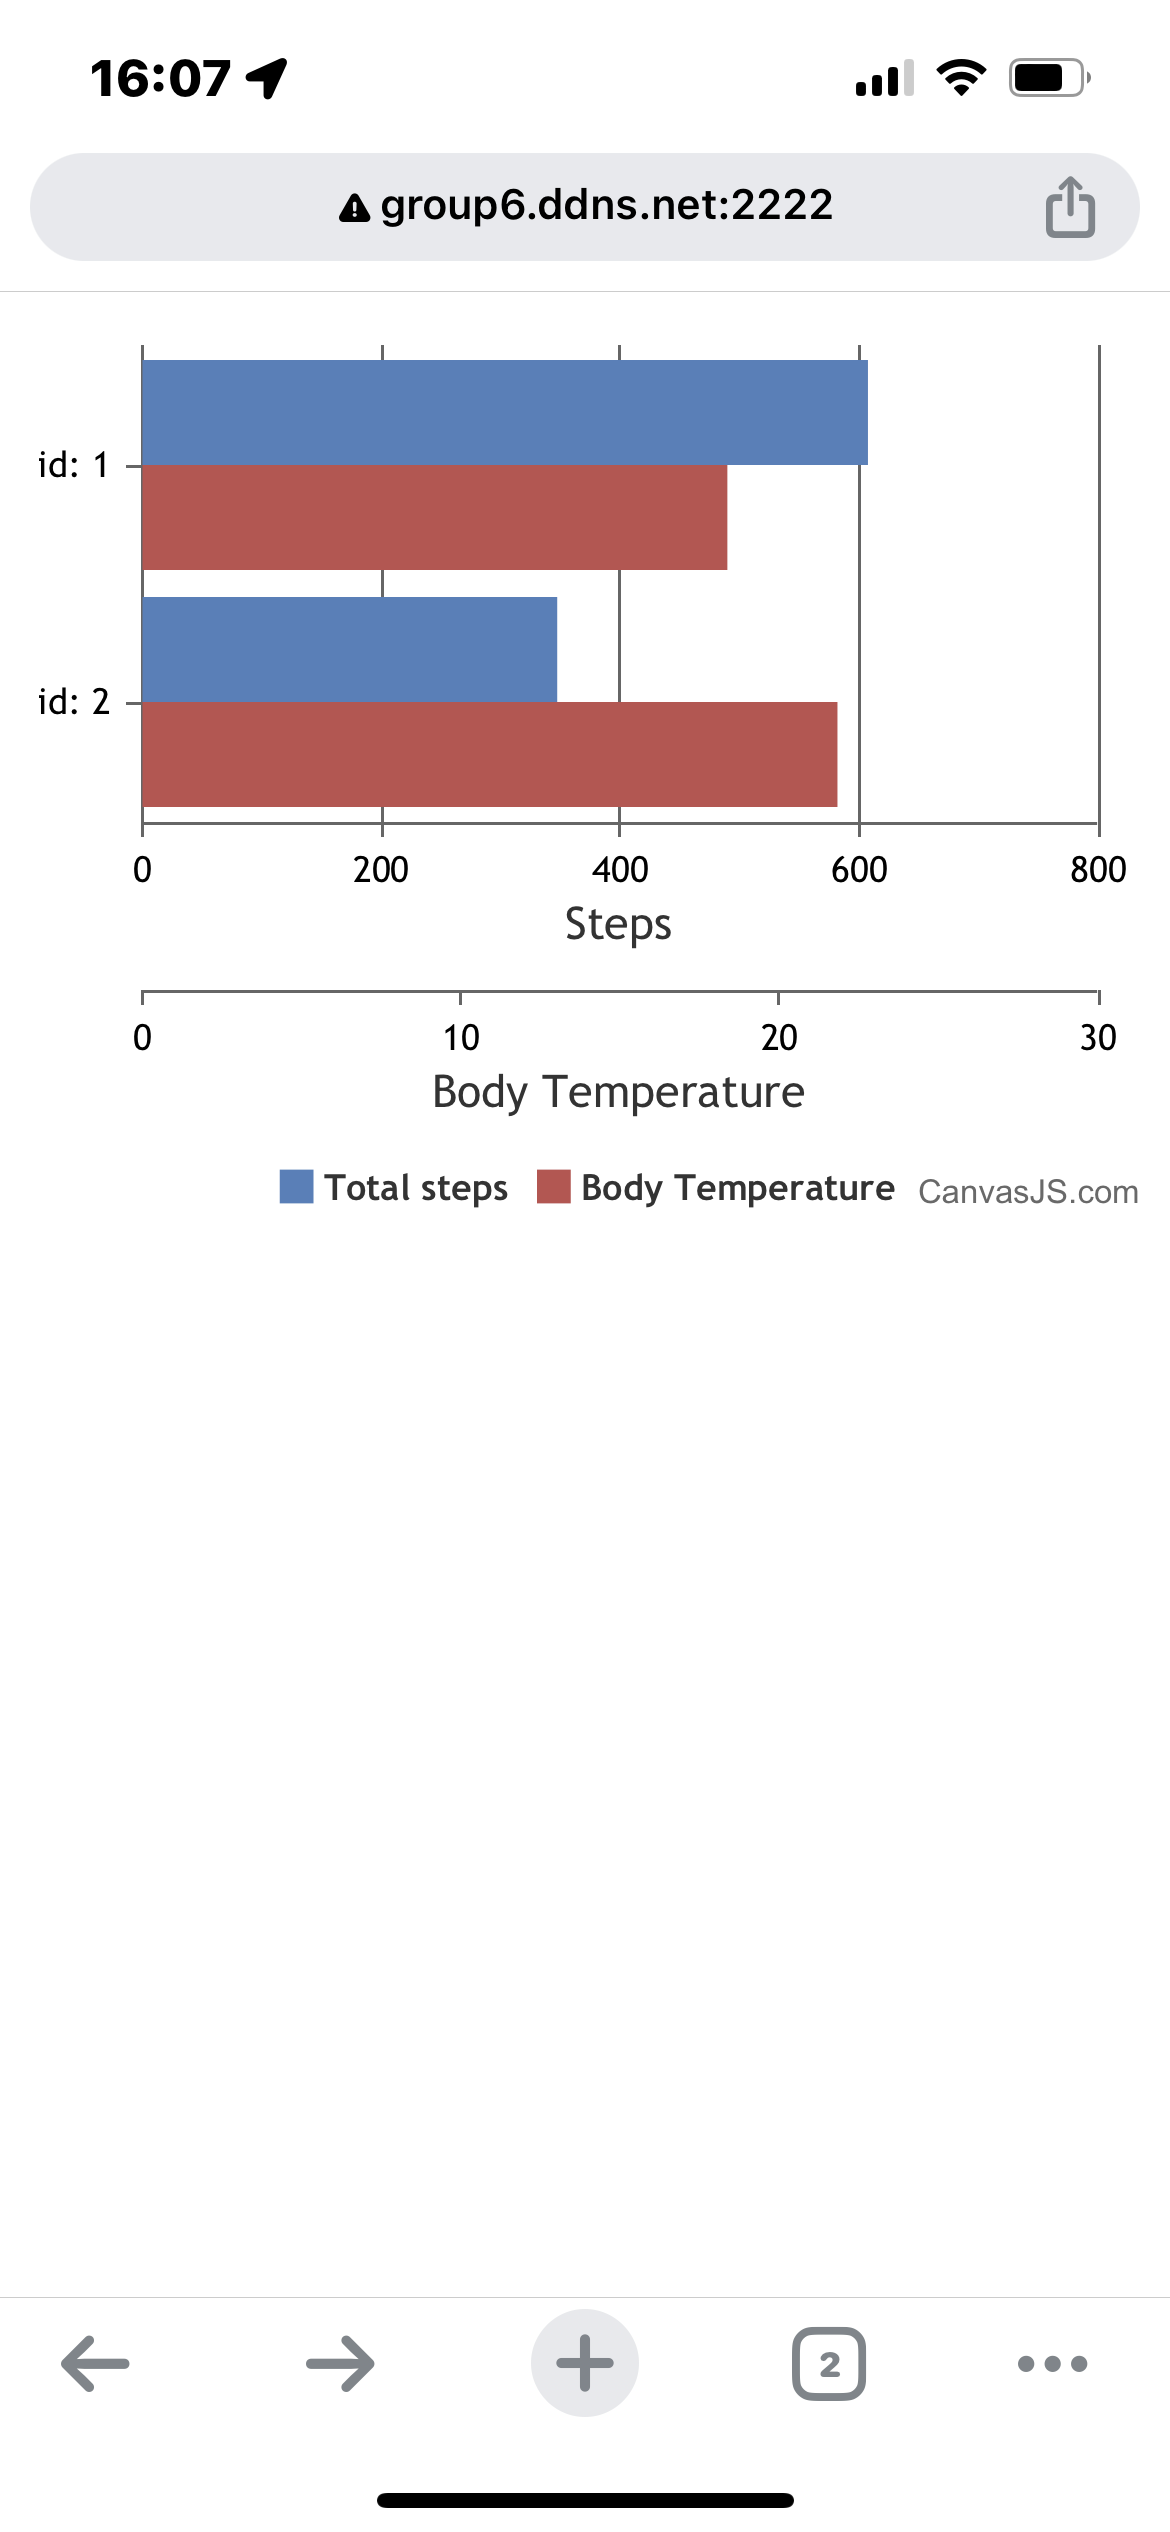 16:07
group6.ddns.net:2222
id: 1
id: 2
0 200 400 600 800
Steps
0 10 20 30
Body Temperature
Total steps Body Temperature CanvasJS.com
2